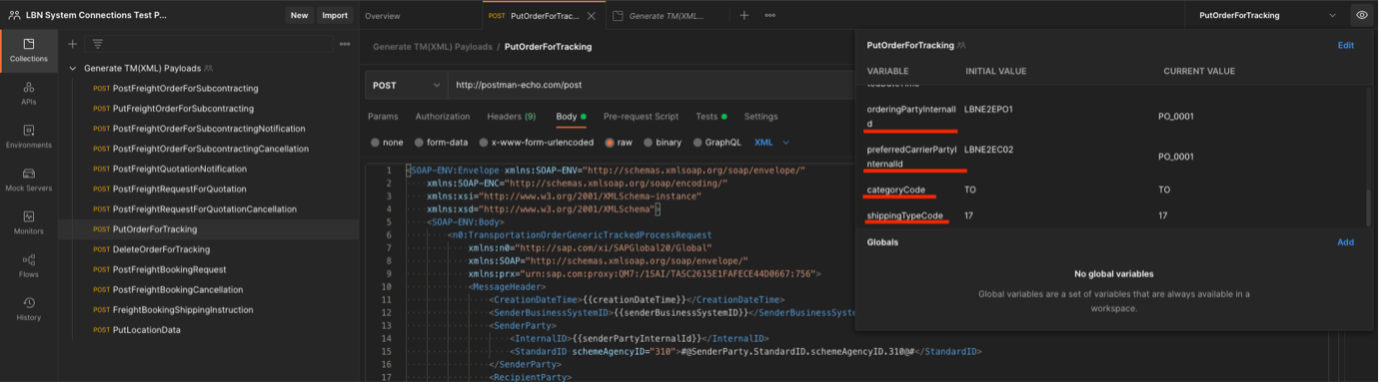 LBN System Connections Test P...
New
Import
Overview
POST PutOrderForTrac...
Generate TM(XML...
PutOrderForTracking
Collections
APIs
Environments
Mock Servers
Monitors
Flows
History
Generate TM(XML) Payloads
POST PostFreightOrderForSubcontracting
POST PutFreightOrderForSubcontracting
POST PostFreightOrderForSubcontractingNotification
POST PostFreightOrderForSubcontractingCancellation
POST PostFreightQuotationNotification
POST PostFreightRequestForQuotation
POST PostFreightRequestForQuotationCancellation
POST PutOrderForTracking
POST DeleteOrderForTracking
POST PostFreightBookingRequest
POST PostFreightBookingCancellation
POST FreightBookingShippingInstruction
POST PutLocationData
Generate TM(XML) Payloads / PutOrderForTracking
POST
http://postman-echo.com/post
Params
Authorization
Headers (9)
Body
Pre-request Script
Tests
Settings
none
form-data
x-www-form-urlencoded
raw
binary
GraphQL
XML
1 <SOAP-ENV:Envelope xmlns:SOAP-ENV="http://schemas.xmlsoap.org/soap/envelope/"
2 xmlns:SOAP-ENC="http://schemas.xmlsoap.org/soap/encoding/"
3 xmlns:xsi="http://www.w3.org/2001/XMLSchema-instance"
4 xmlns:xsd="http://www.w3.org/2001/XMLSchema">
5 <SOAP-ENV:Body>
6 <n0:TransportationOrderGenericTrackedProcessRequest
7 xmlns:n0="http://sap.com/xi/SAPGlobal20/Global"
8 xmlns:SOAP="http://schemas.xmlsoap.org/soap/envelope/"
9 xmlns:prx="urn:sap.com:proxy:QM7:/1SAI/TASC2615E1FAFECE44D0667:756">
10 <MessageHeader>
11 <CreationDateTime>{{creationDateTime}}</CreationDateTime>
12 <SenderBusinessSystemID>{{senderBusinessSystemID}}</SenderBusinessSyste
13 <SenderParty>
14 <InternalID>{{senderPartyInternalId}}</InternalID>
15 <StandardID schemeAgencyID="310">#@SenderParty.StandardID.schemeAgencyID.310@#</StandardID>
16 </SenderParty>
17 <RecipientParty>
PutOrderForTracking
Edit
VARIABLE
INITIAL VALUE
CURRENT VALUE
orderingPartyInternalI
d
LBNE2EPO1
PO_0001
preferredCarrierPartyI
nternalId
LBNE2EC02
PO_0001
categoryCode
TO
TO
shippingTypeCode
17
17
Globals
Add
No global variables
Global variables are a set of variables that are always available in a
workspace.